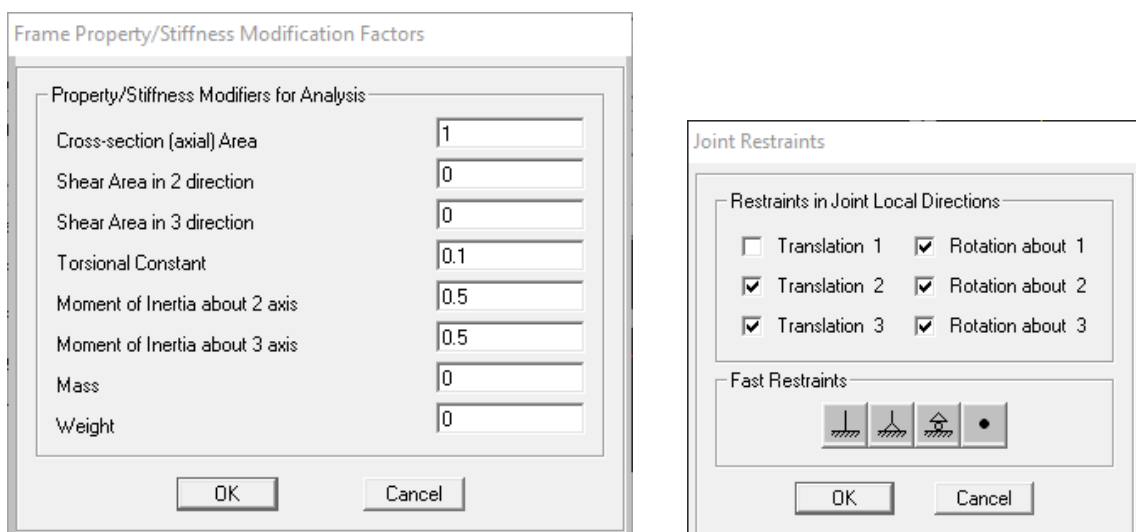 Frame Property/Stiffness Modification Factors
Property/Stiffness Modifiers for Analysis
Cross-section (axial) Area 1
Shear Area in 2 direction 0
Shear Area in 3 direction 0
Torsional Constant 0.1
Moment of Inertia about 2 axis 0.5
Moment of Inertia about 3 axis 0.5
Mass 0
Weight 0
OK Cancel
Joint Restraints
Restraints in Joint Local Directions
Translation 1 Rotation about 1
Translation 2 Rotation about 2
Translation 3 Rotation about 3
Fast Restraints
OK Cancel